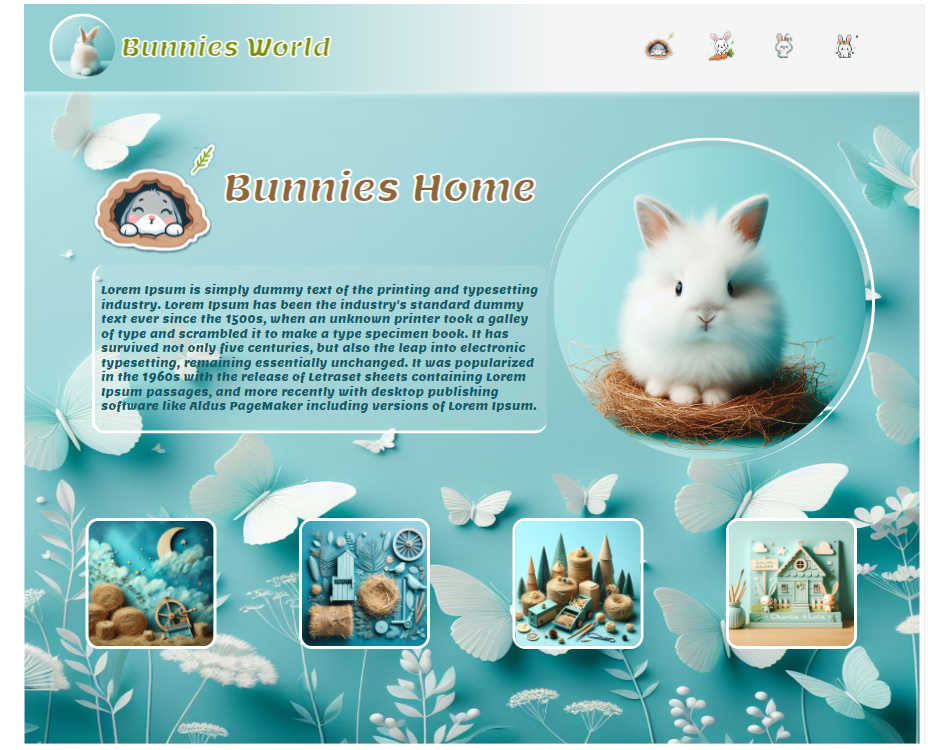 Bunnies World
Bunnies Home
Lorem Ipsum is simply dummy text of the printing and typesetting
industry. Lorem Ipsum has been the industry's standard dummy
text ever since the 1500s, when an unknown printer took a galley
of type and scrambled it to make a type specimen book. It has
survived not only five centuries, but also the leap into electronic
typesetting, remaining essentially unchanged. It was popularized
in the 1960s with the release of Letraset sheets containing Lorem
Ipsum passages, and more recently with desktop publishing
software like Aldus PageMaker including versions of Lorem Ipsum.
Charlie & Lola